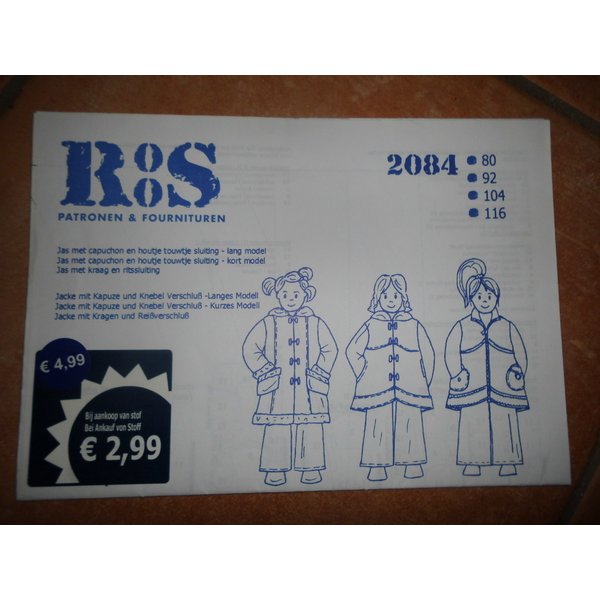 ROOS
PATRONEN & FOURNITUREN
2084
80
92
104
116
Jas met capuchon en houtje touwtje sluiting - lang model
Jas met capuchon en houtje touwtje sluiting - kort model
Jas met kraag en ritssluiting
Jacke mit Kapuze und Knebel Verschluß -Langes Modell
Jacke mit Kapuze und Knebel Verschluß - Kurzes Modell
Jacke mit Kragen und Reißverschluß
€ 4,99
Bij aankoop van stof
Bei Ankauf von Stoff
€ 2,99